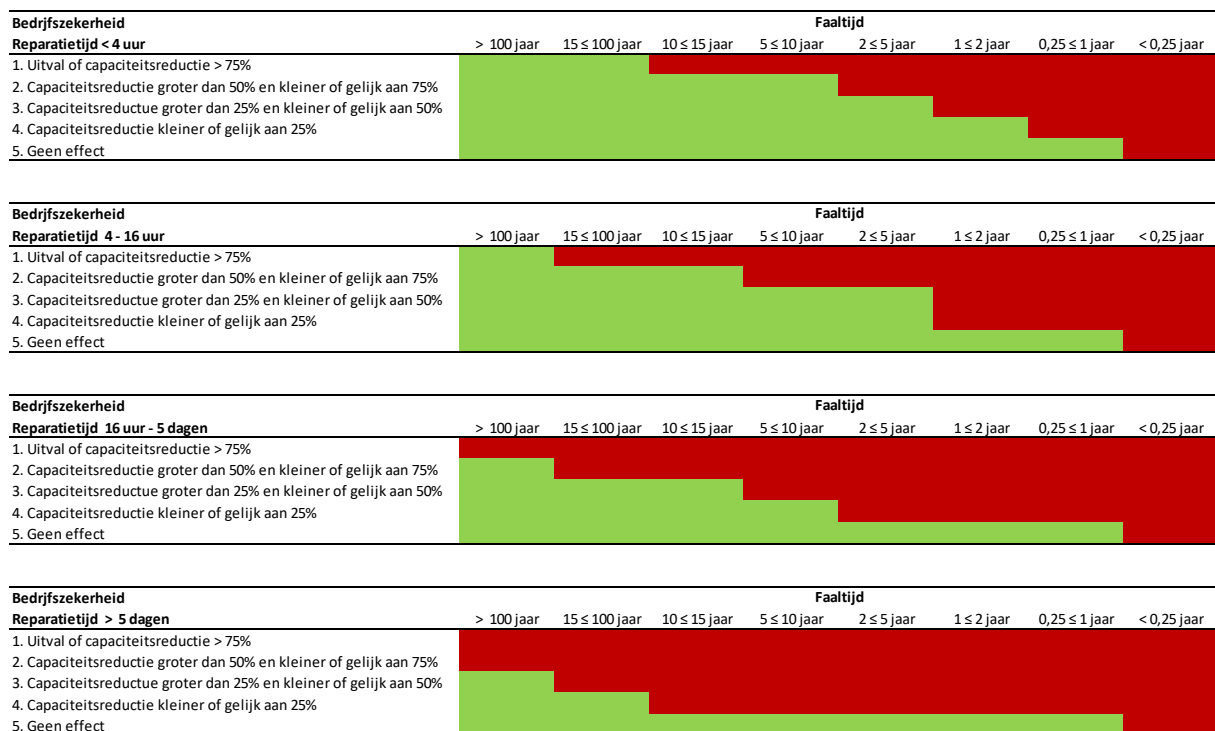 Bedrijfszekerheid Faaltijd
Reparatietijd < 4 uur > 100 jaar 15 ≤ 100 jaar 10 ≤ 15 jaar 5 ≤ 10 jaar 2 ≤ 5 jaar 1 ≤ 2 jaar 0,25 ≤ 1 jaar < 0,25 jaar
1. Uitval of capaciteitsreductie > 75%
2. Capaciteitsreductie groter dan 50% en kleiner of gelijk aan 75%
3. Capaciteitsreductue groter dan 25% en kleiner of gelijk aan 50%
4. Capaciteitsreductie kleiner of gelijk aan 25%
5. Geen effect
Bedrijfszekerheid Faaltijd
Reparatietijd 4 - 16 uur > 100 jaar 15 ≤ 100 jaar 10 ≤ 15 jaar 5 ≤ 10 jaar 2 ≤ 5 jaar 1 ≤ 2 jaar 0,25 ≤ 1 jaar < 0,25 jaar
1. Uitval of capaciteitsreductie > 75%
2. Capaciteitsreductie groter dan 50% en kleiner of gelijk aan 75%
3. Capaciteitsreductue groter dan 25% en kleiner of gelijk aan 50%
4. Capaciteitsreductie kleiner of gelijk aan 25%
5. Geen effect
Bedrijfszekerheid Faaltijd
Reparatietijd 16 uur - 5 dagen > 100 jaar 15 ≤ 100 jaar 10 ≤ 15 jaar 5 ≤ 10 jaar 2 ≤ 5 jaar 1 ≤ 2 jaar 0,25 ≤ 1 jaar < 0,25 jaar
1. Uitval of capaciteitsreductie > 75%
2. Capaciteitsreductie groter dan 50% en kleiner of gelijk aan 75%
3. Capaciteitsreductue groter dan 25% en kleiner of gelijk aan 50%
4. Capaciteitsreductie kleiner of gelijk aan 25%
5. Geen effect
Bedrijfszekerheid Faaltijd
Reparatietijd > 5 dagen > 100 jaar 15 ≤ 100 jaar 10 ≤ 15 jaar 5 ≤ 10 jaar 2 ≤ 5 jaar 1 ≤ 2 jaar 0,25 ≤ 1 jaar < 0,25 jaar
1. Uitval of capaciteitsreductie > 75%
2. Capaciteitsreductie groter dan 50% en kleiner of gelijk aan 75%
3. Capaciteitsreductue groter dan 25% en kleiner of gelijk aan 50%
4. Capaciteitsreductie kleiner of gelijk aan 25%
5. Geen effect